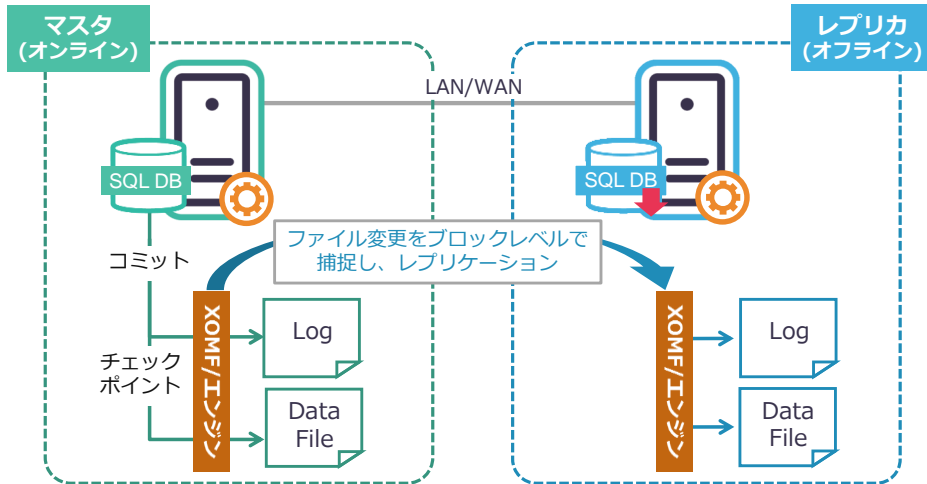 マスタ
(オンライン)
レプリカ
(オフライン)
LAN/WAN
SQL DB
SQL DB
ファイル変更をブロックレベルで
捕捉し、レプリケーション
コミット
チェック
ポイント
XOMF/エンジン
Log
Data
File
XOMF/エンジン
Log
Data
File